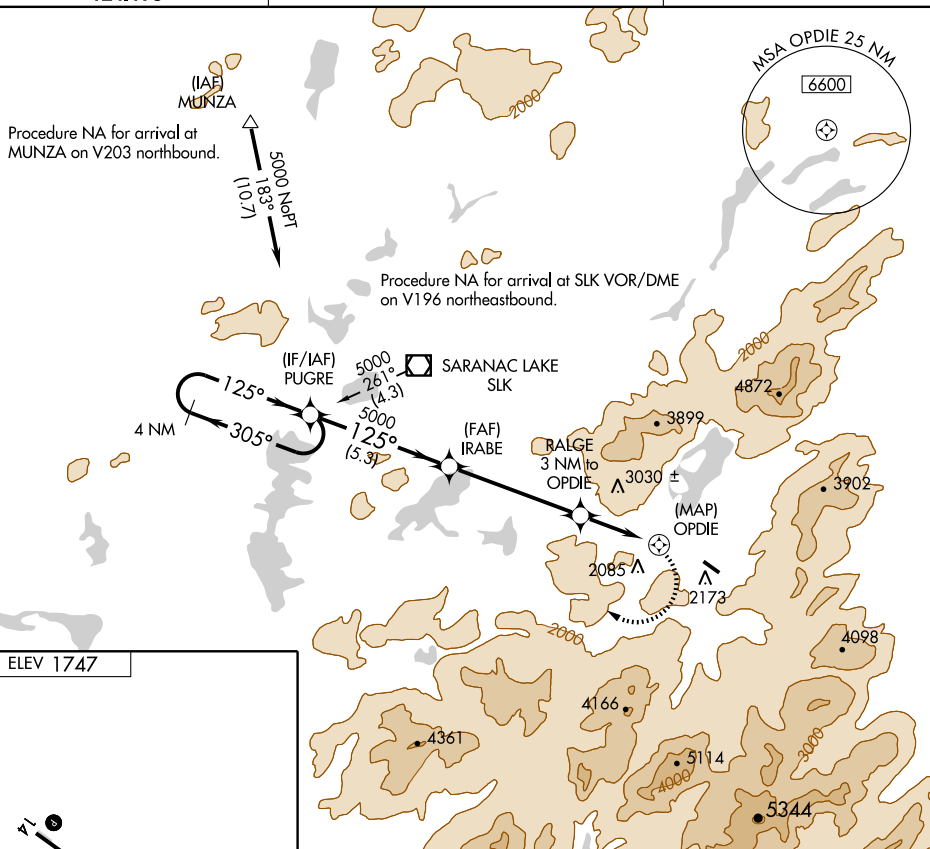 MSA OPDIE 25 NM
6600
(IAF)
MUNZA
Procedure NA for arrival at
MUNZA on V203 northbound.
5000 NoPT
183°
(10.7)
2000
Procedure NA for arrival at SLK VOR/DME
on V196 northeastbound.
2000
(IF/IAF)
PUGRE
5000
261°
(4.3)
SARANAC LAKE
SLK
4872
125°
4 NM
305°
5000
125°
(5.3)
(FAF)
IRABE
3899
RALGE
3 NM to
OPDIE
3030 ±
3902
(MAP)
OPDIE
2085
2173
2000
4098
ELEV 1747
4166
4361
3000
5114
4000
5344
14
P